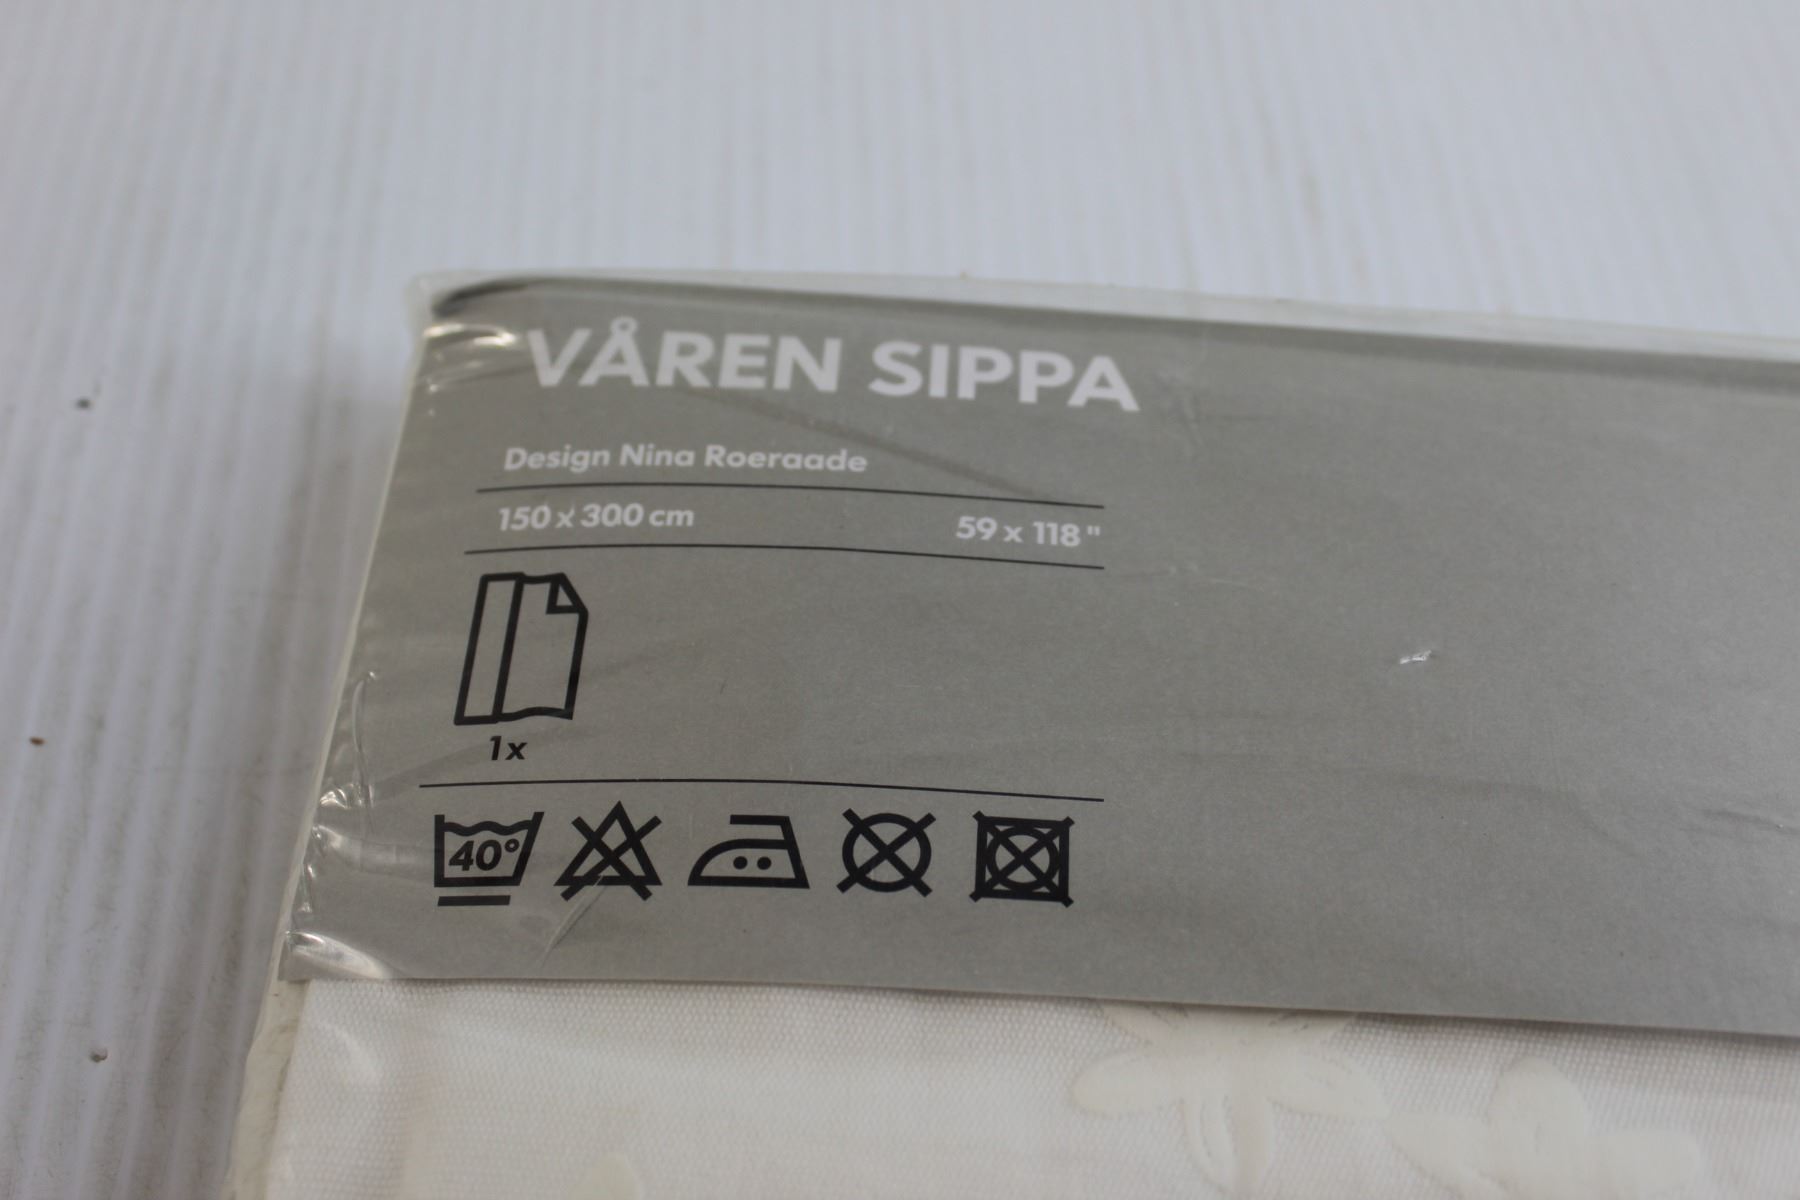 VÅREN SIPPA
Design Nina Roeraade
150 x 300 cm 59 x 118 "
1x
40°